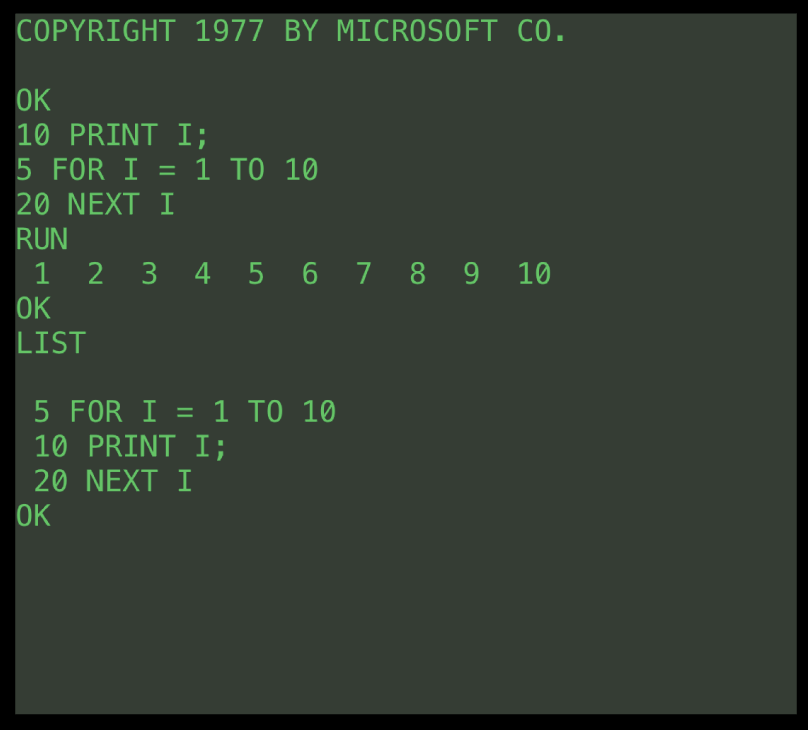 COPYRIGHT 1977 BY MICROSOFT CO.

OK
10 PRINT I;
5 FOR I = 1 TO 10
20 NEXT I
RUN
 1  2  3  4  5  6  7  8  9  10
OK
LIST

 5 FOR I = 1 TO 10
 10 PRINT I;
 20 NEXT I
OK